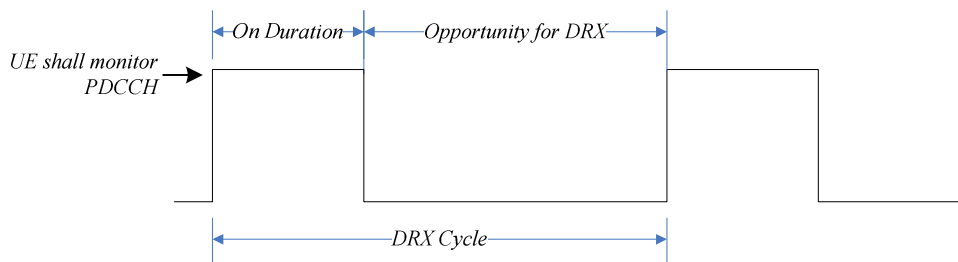 On Duration
Opportunity for DRX
UE shall monitor
PDCCH
DRX Cycle